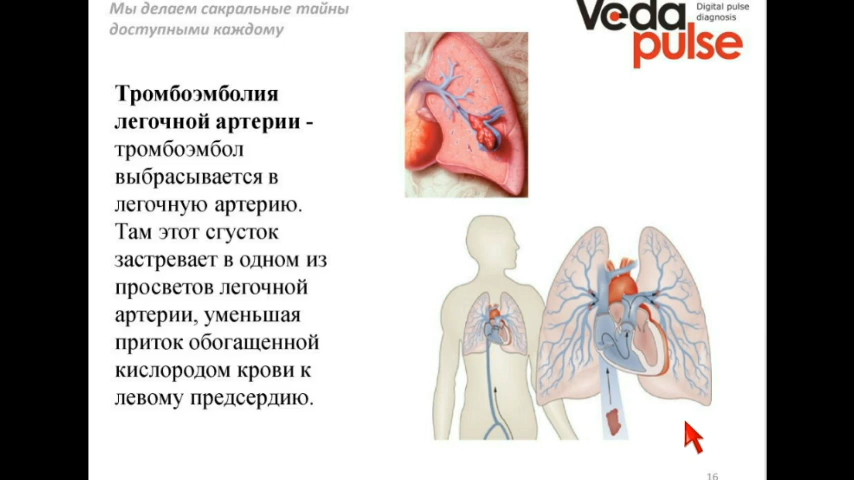 Мы делаем сакральные тайны
доступными каждому
Veda
pulse
Digital pulse
diagnosis
Тромбоэмболия
легочной артерии -
тромбоэмбол
выбрасывается в
легочную артерию.
Там этот сгусток
застревает в одном из
просветов легочной
артерии, уменьшая
приток обогащенной
кислородом крови к
левому предсердию.
16